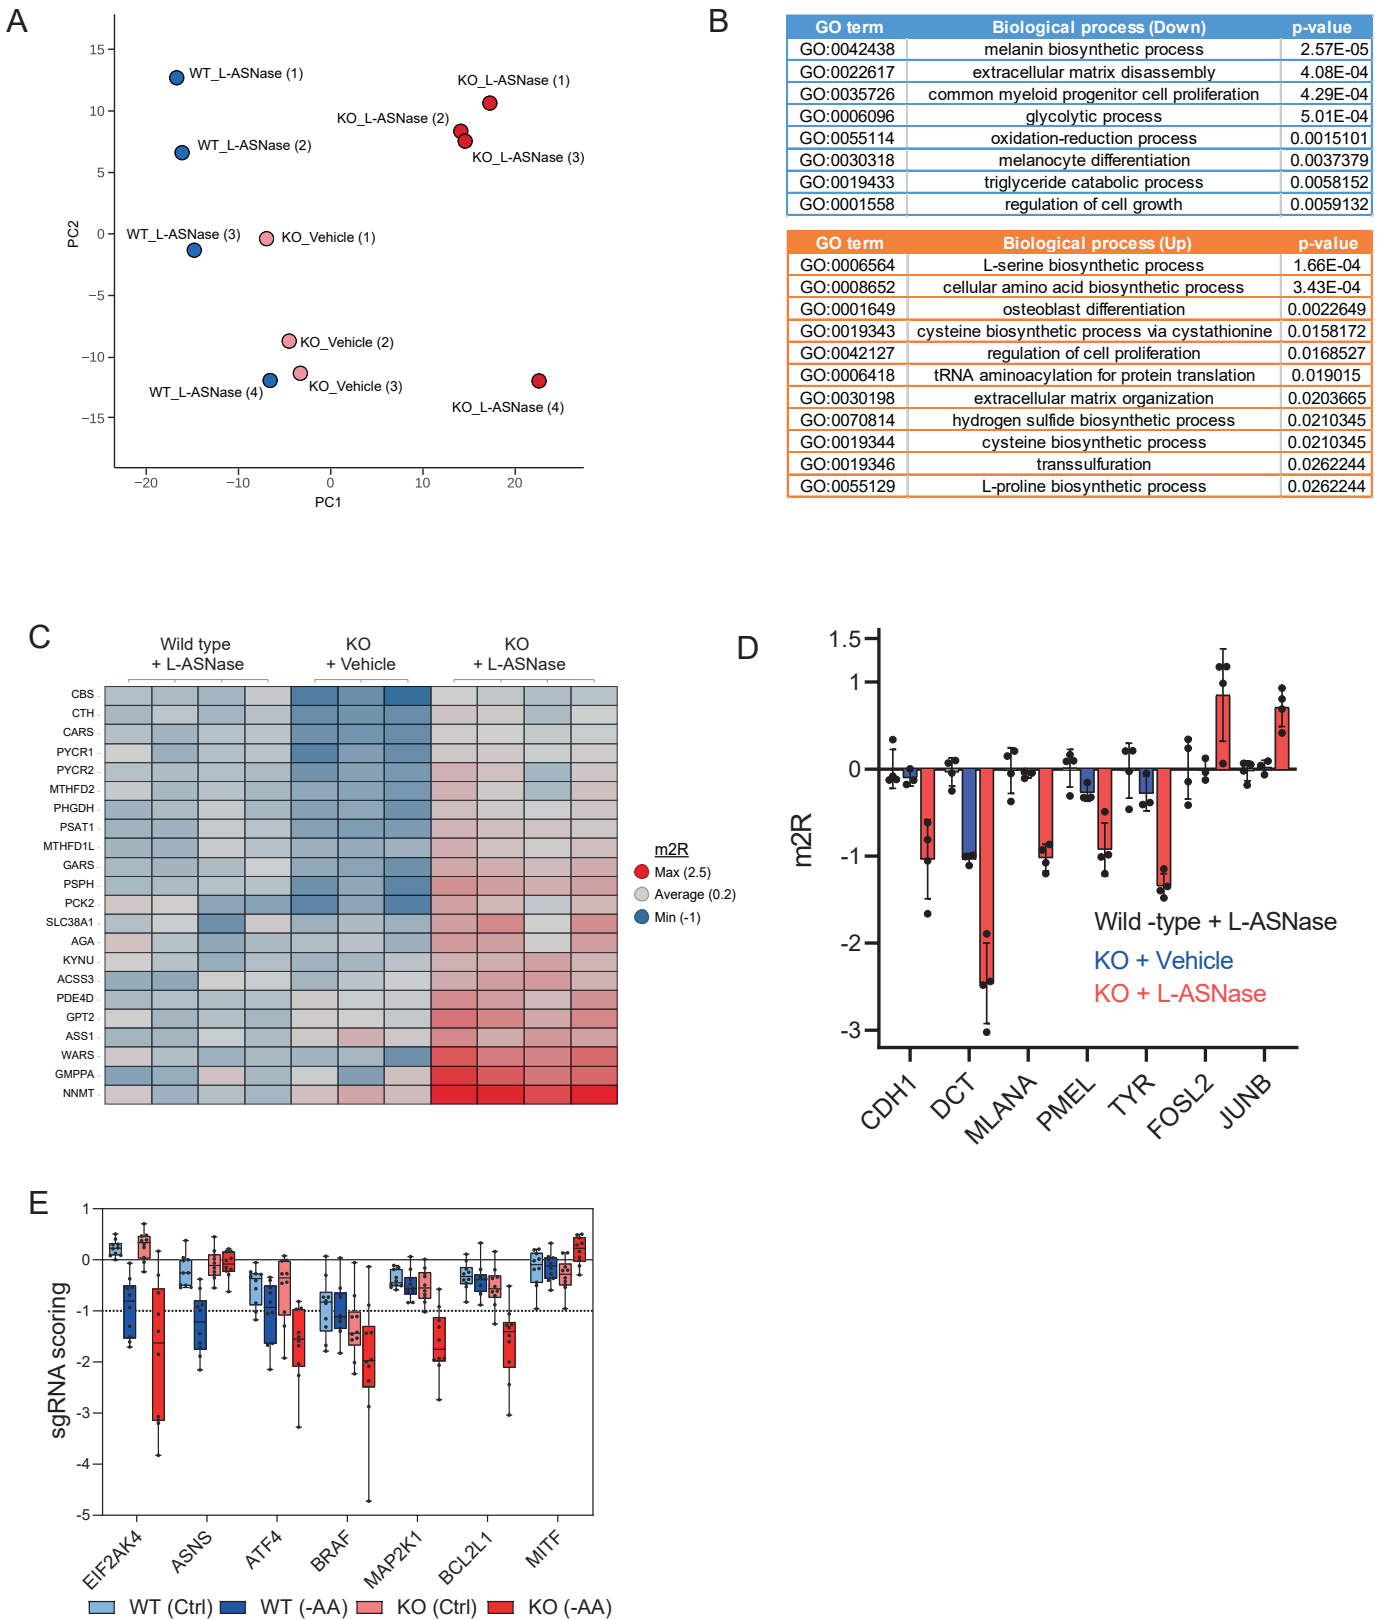 A
15
10
5
0
−5
−10
−15
PC2
−20
−10
0
10
20
PC1
WT_L-ASNase (1)
WT_L-ASNase (2)
WT_L-ASNase (3)
WT_L-ASNase (4)
KO_Vehicle (1)
KO_Vehicle (2)
KO_Vehicle (3)
KO_L-ASNase (1)
KO_L-ASNase (2)
KO_L-ASNase (3)
KO_L-ASNase (4)
B
GO term Biological process (Down) p-value
GO:0042438 melanin biosynthetic process 2.57E-05
GO:0022617 extracellular matrix disassembly 4.08E-04
GO:0035726 common myeloid progenitor cell proliferation 4.29E-04
GO:0006096 glycolytic process 5.01E-04
GO:0055114 oxidation-reduction process 0.0015101
GO:0030318 melanocyte differentiation 0.0037379
GO:0019433 triglyceride catabolic process 0.0058152
GO:0001558 regulation of cell growth 0.0059132
GO term Biological process (Up) p-value
GO:0006564 L-serine biosynthetic process 1.66E-04
GO:0008652 cellular amino acid biosynthetic process 3.43E-04
GO:0001649 osteoblast differentiation 0.0022649
GO:0019343 cysteine biosynthetic process via cystathionine 0.0158172
GO:0042127 regulation of cell proliferation 0.0168527
GO:0006418 tRNA aminoacylation for protein translation 0.019015
GO:0030198 extracellular matrix organization 0.0203665
GO:0070814 hydrogen sulfide biosynthetic process 0.0210345
GO:0019344 cysteine biosynthetic process 0.0210345
GO:0019346 transsulfuration 0.0262244
GO:0055129 L-proline biosynthetic process 0.0262244
C
Wild type
+ L-ASNase
KO
+ Vehicle
KO
+ L-ASNase
CBS
CTH
CARS
PYCR1
PYCR2
MTHFD2
PHGDH
PSAT1
MTHFD1L
GARS
PSPH
PCK2
SLC38A1
AGA
KYNU
ACSS3
PDE4D
GPT2
ASS1
WARS
GMPPA
NNMT
m2R
Max (2.5)
Average (0.2)
Min (-1)
D
1.5
1
0
-1
-2
-3
m2R
Wild -type + L-ASNase
KO + Vehicle
KO + L-ASNase
CDH1
DCT
MLANA
PMEL
TYR
FOSL2
JUNB
E
1
0
-1
-2
-3
-4
-5
sgRNA scoring
EIF2AK4
ASNS
ATF4
BRAF
MAP2K1
BCL2L1
MITF
WT (Ctrl) WT (-AA) KO (Ctrl) KO (-AA)